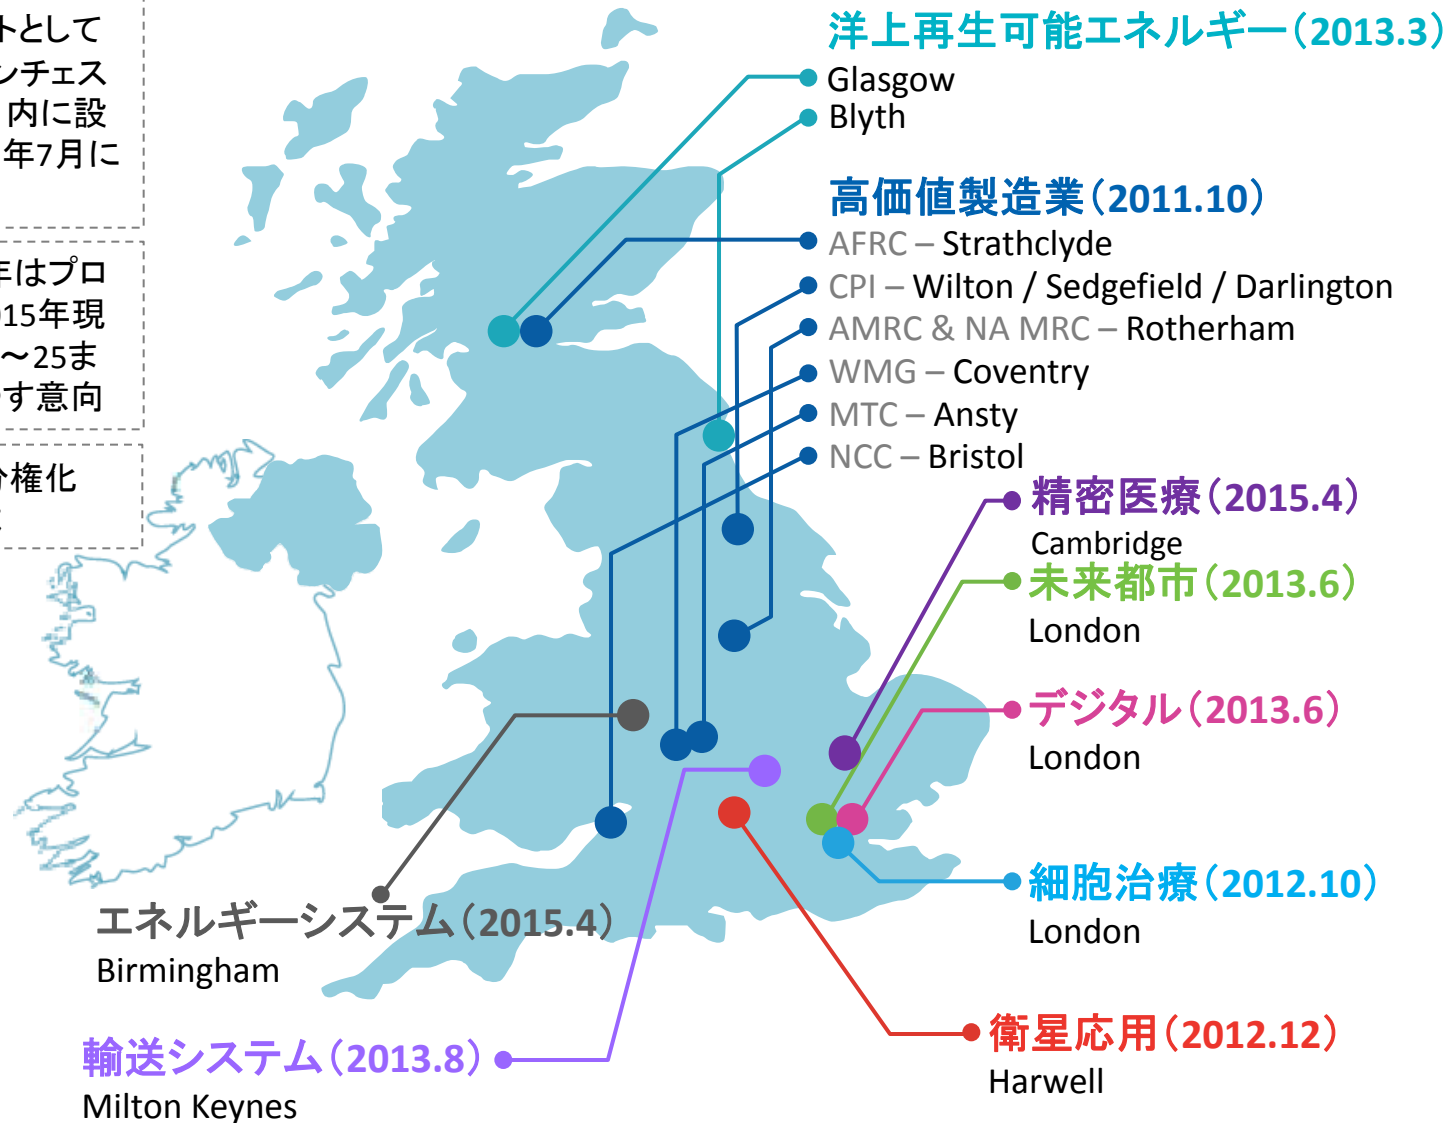 トとして
ンチェス
内に設
年7月に
年はプロ
015年現
～25ま
す意向
権化
洋上再生可能エネルギー（2013.3）
Glasgow
Blyth
高価値製造業（2011.10）
AFRC – Strathclyde
CPI – Wilton / Sedgefield / Darlington
AMRC & NA MRC – Rotherham
WMG – Coventry
MTC – Ansty
NCC – Bristol
精密医療（2015.4）
Cambridge
未来都市（2013.6）
London
デジタル（2013.6）
London
細胞治療（2012.10）
London
衛星応用（2012.12）
Harwell
エネルギーシステム（2015.4）
Birmingham
輸送システム（2013.8）
Milton Keynes